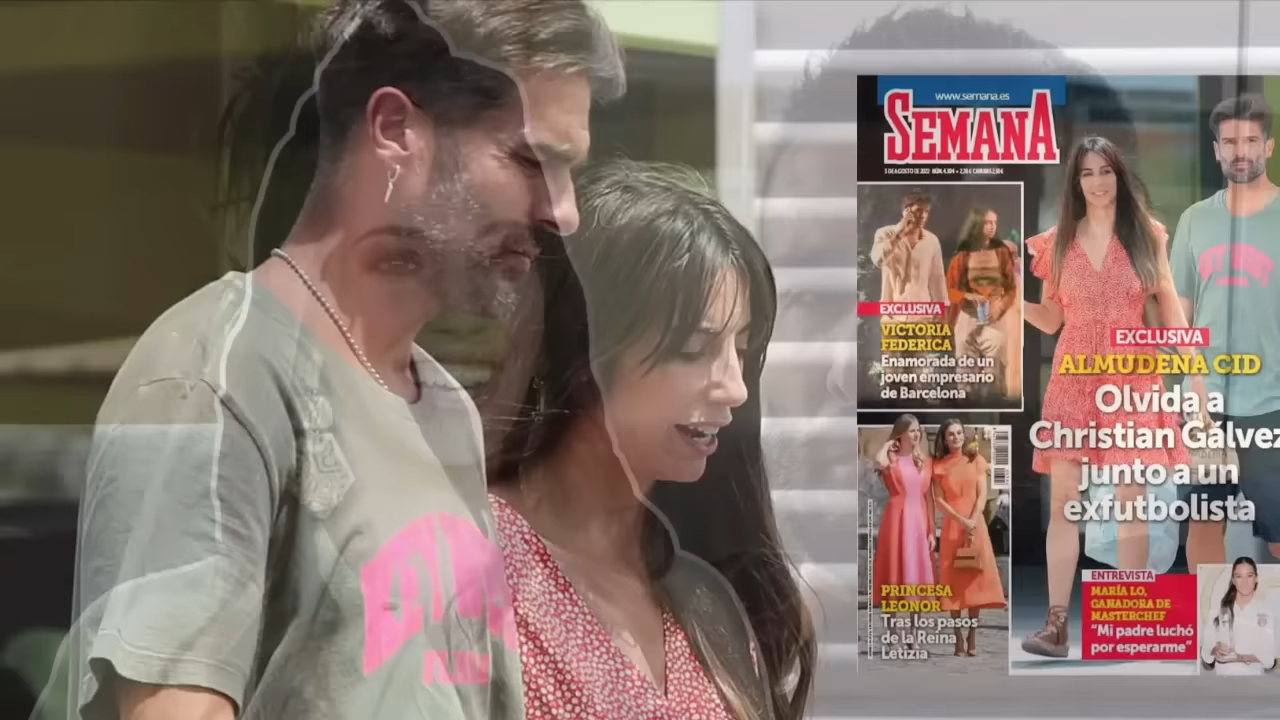 www.semana.es
SEMANA
EXCLUSIVA
VICTORIA
FEDERICA
Enamorada de un
joven empresario
de Barcelona
EXCLUSIVA
ALMUDENA CID
Olvida a
Christian Gálvez
junto a un
exfutbolista
PRINCESA
LEONOR
Tras los pasos
de la Reina
Letizia
ENTREVISTA
MARÍA LO,
GANADORA DE
MASTERCHEF
“Mi padre luchó
por esperarme”